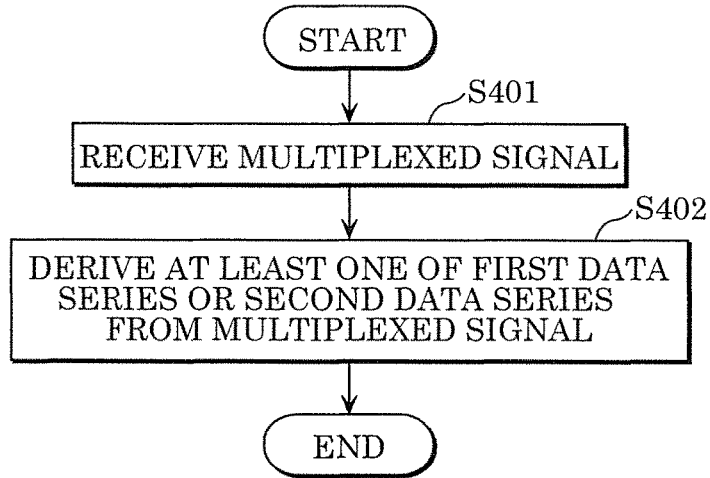 START
S401
RECEIVE MULTIPLEXED SIGNAL
S402
DERIVE AT LEAST ONE OF FIRST DATA
SERIES OR SECOND DATA SERIES
FROM MULTIPLEXED SIGNAL
END